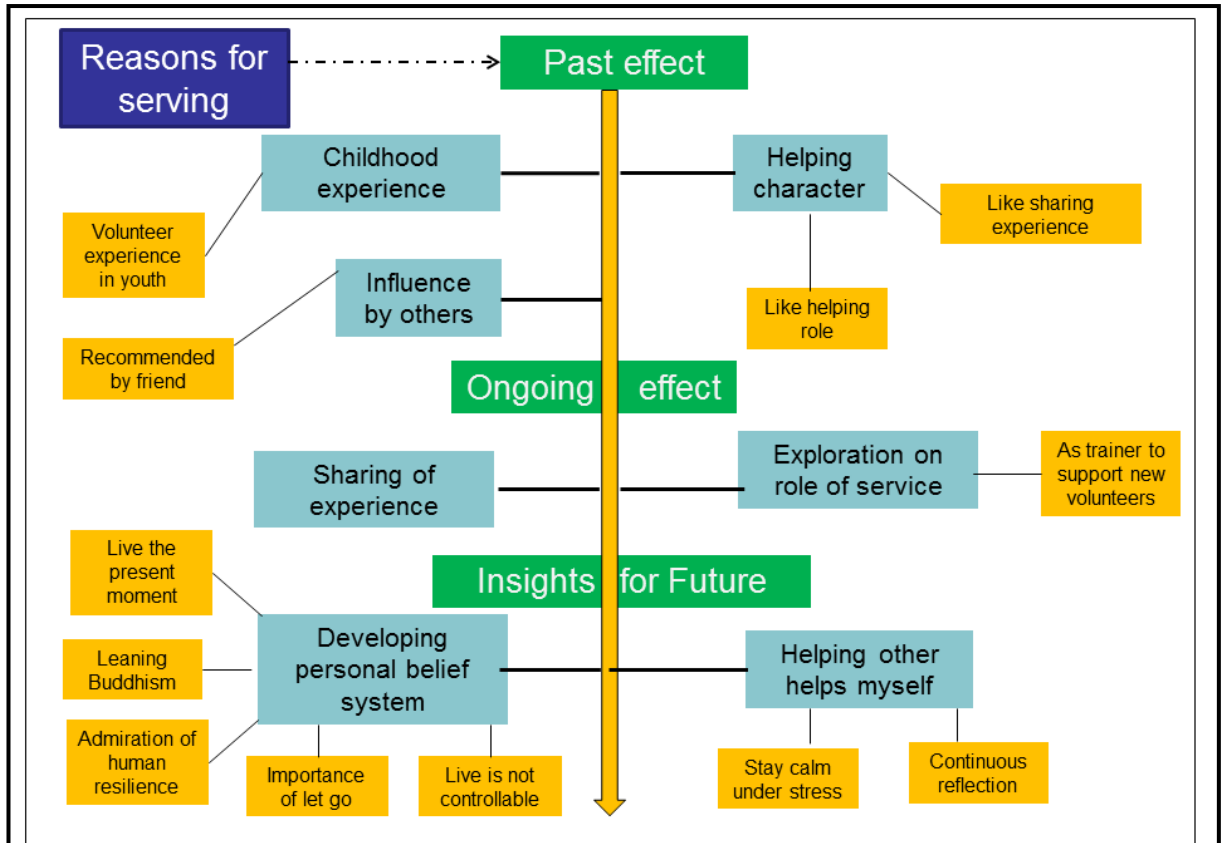 Reasons for
serving
Past effect
Childhood
experience
Helping
character
Volunteer
experience
in youth
Like sharing
experience
Influence
by others
Like helping
role
Recommended
by friend
Ongoing effect
Sharing of
experience
Exploration on
role of service
As trainer to
support new
volunteers
Insights for Future
Live the
present
moment
Developing
personal belief
system
Helping other
helps myself
Leaning
Buddhism
Admiration of
human
resilience
Importance
of let go
Live is not
controllable
Stay calm
under stress
Continuous
reflection